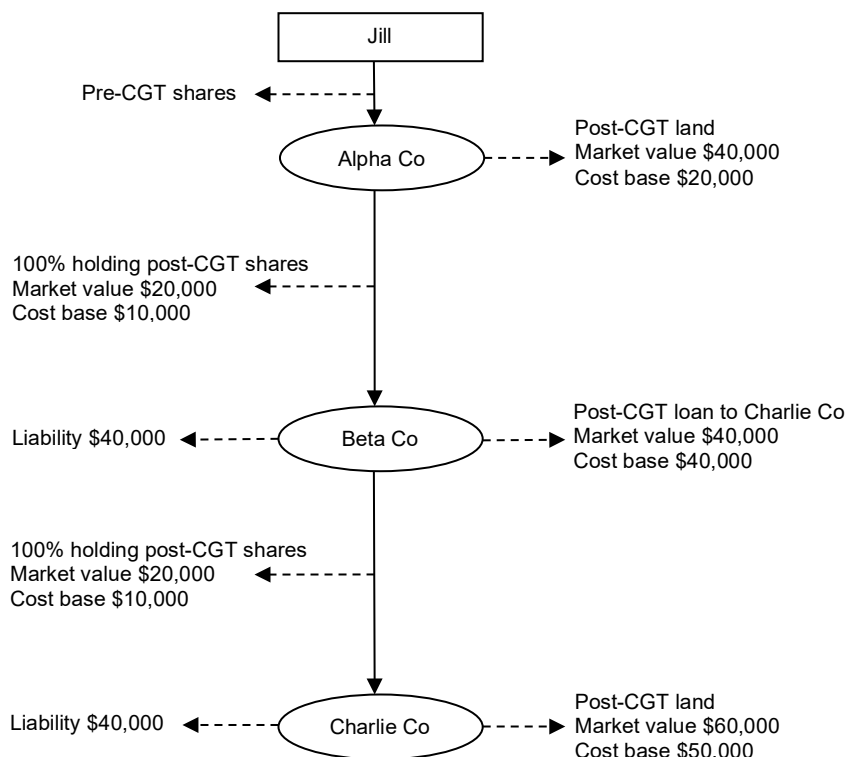 Jill
Pre-CGT shares
Alpha Co
Post-CGT land
Market value $40,000
Cost base $20,000
100% holding post-CGT shares
Market value $20,000
Cost base $10,000
Liability $40,000
Beta Co
Post-CGT loan to Charlie Co
Market value $40,000
Cost base $40,000
100% holding post-CGT shares
Market value $20,000
Cost base $10,000
Liability $40,000
Charlie Co
Post-CGT land
Market value $60,000
Cost base $50,000